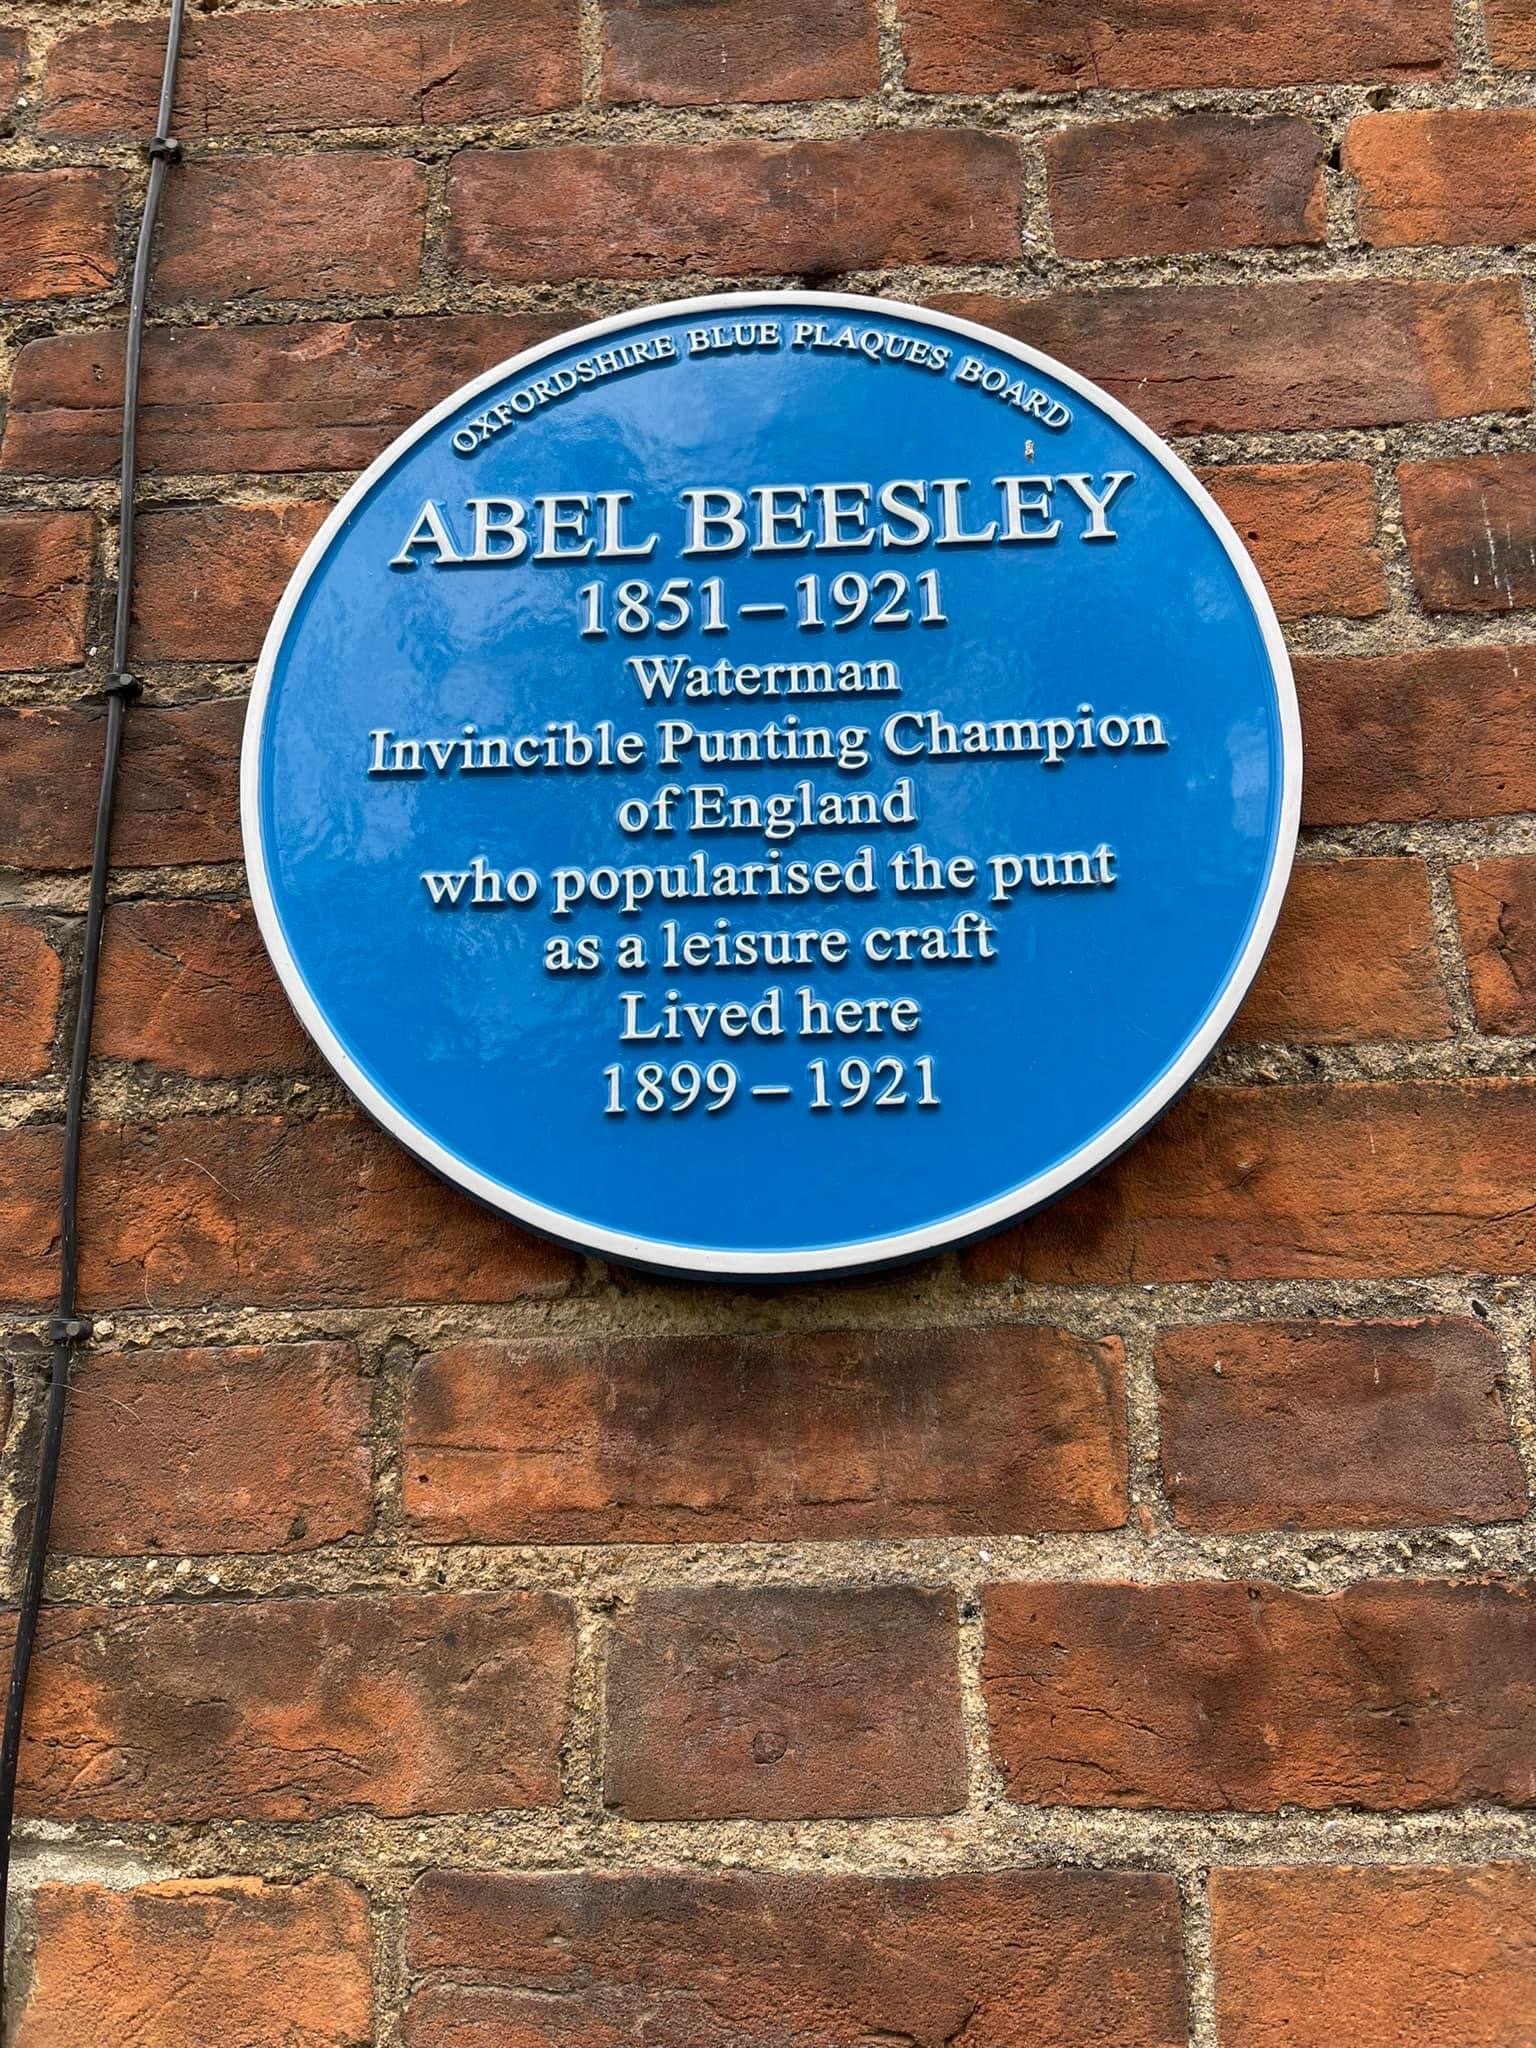 OXFORDSHIRE BLUE PLAQUES BOARD
ABEL BEESLEY
1851–1921
Waterman
Invincible Punting Champion
of England
who popularised the punt
as a leisure craft
Lived here
1899 – 1921